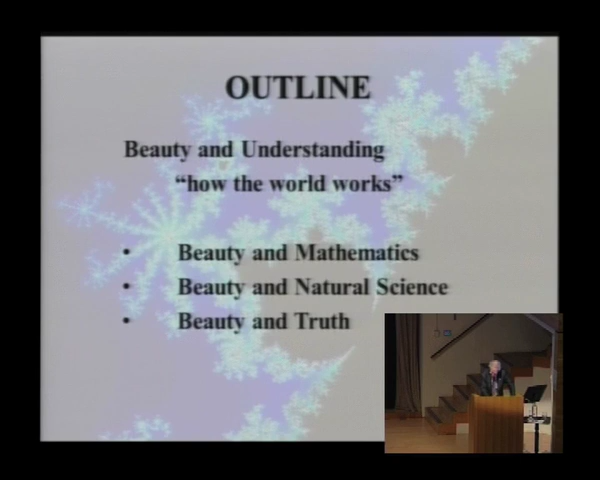 OUTLINE
Beauty and Understanding
“how the world works”
• Beauty and Mathematics
• Beauty and Natural Science
• Beauty and Truth